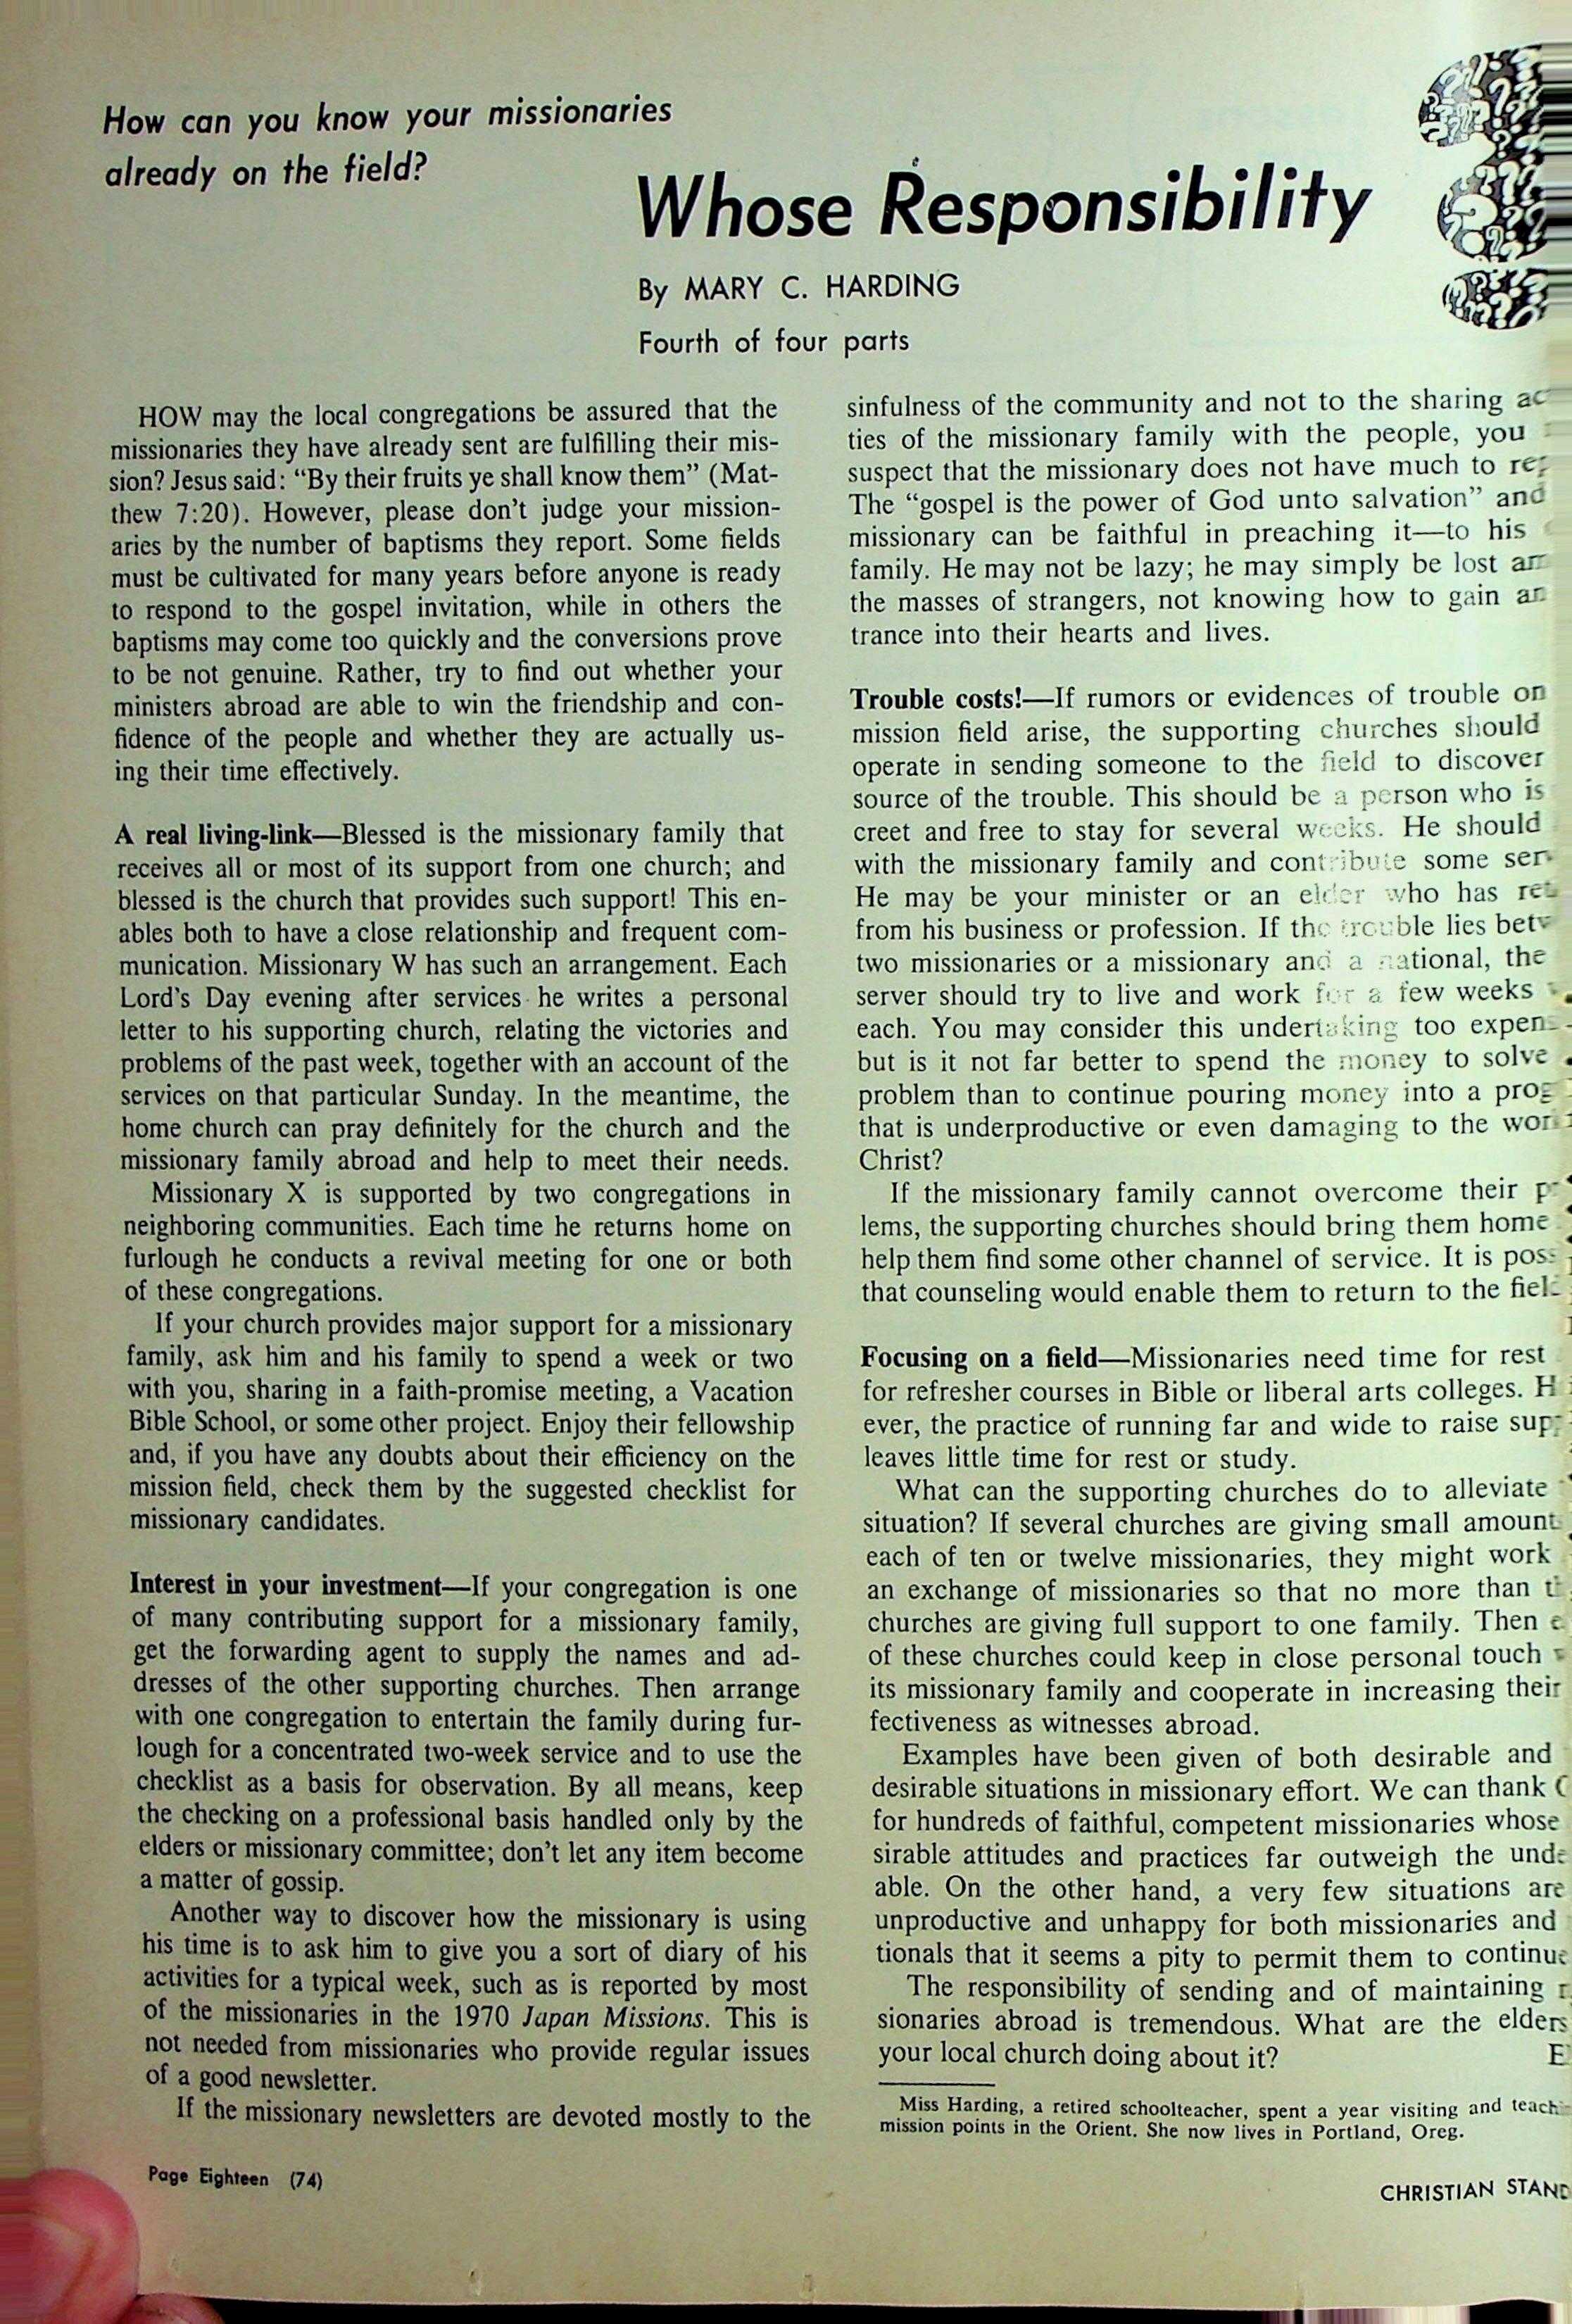 How can you know your missionaries
already on the field?
Whose Responsibility
By MARY C. HARDING
Fourth of four parts
HOW may the local congregations be assured that the
missionaries they have already sent are fulfilling their mis-
sion? Jesus said: “By their fruits ye shall know them” (Mat-
thew 7:20). However, please don’t judge your mission-
aries by the number of baptisms they report. Some fields
must be cultivated for many years before anyone is ready
to respond to the gospel invitation, while in others the
baptisms may come too quickly and the conversions prove
to be not genuine. Rather, try to find out whether your
ministers abroad are able to win the friendship and con-
fidence of the people and whether they are actually us-
ing their time effectively.
A real living-link—Blessed is the missionary family that
receives all or most of its support from one church; and
blessed is the church that provides such support! This en-
ables both to have a close relationship and frequent com-
munication. Missionary W has such an arrangement. Each
Lord’s Day evening after services he writes a personal
letter to his supporting church, relating the victories and
problems of the past week, together with an account of the
services on that particular Sunday. In the meantime, the
home church can pray definitely for the church and the
missionary family abroad and help to meet their needs.
Missionary X is supported by two congregations in
neighboring communities. Each time he returns home on
furlough he conducts a revival meeting for one or both
of these congregations.
If your church provides major support for a missionary
family, ask him and his family to spend a week or two
with you, sharing in a faith-promise meeting, a Vacation
Bible School, or some other project. Enjoy their fellowship
and, if you have any doubts about their efficiency on the
mission field, check them by the suggested checklist for
missionary candidates.
Interest in your investment—If your congregation is one
of many contributing support for a missionary family,
get the forwarding agent to supply the names and ad-
dresses of the other supporting churches. Then arrange
with one congregation to entertain the family during fur-
lough for a concentrated two-week service and to use the
checklist as a basis for observation. By all means, keep
the checking on a professional basis handled only by the
elders or missionary committee; don’t let any item become
a matter of gossip.
Another way to discover how the missionary is using
his time is to ask him to give you a sort of diary of his
activities for a typical week, such as is reported by most
of the missionaries in the 1970 Japan Missions. This is
not needed from missionaries who provide regular issues
of a good newsletter.
If the missionary newsletters are devoted mostly to the
sinfulness of the community and not to the sharing
ties of the missionary family with the people, you
suspect that the missionary does not have much to
The “gospel is the power of God unto salvation” and
missionary can be faithful in preaching it—to his
family. He may not be lazy; he may simply be lost
the masses of strangers, not knowing how to gain
trance into their hearts and lives.
Trouble costs!—If rumors or evidences of trouble on
mission field arise, the supporting churches should
operate in sending someone to the field to discover
source of the trouble. This should be a person who is
creet and free to stay for several weeks. He should
with the missionary family and contribute some
He may be your minister or an elder who has
from his business or profession. If the trouble lies
two missionaries or a missionary and a national, the
server should try to live and work for a few weeks
each. You may consider this undertaking too
but is it not far better to spend the money to solve
problem than to continue pouring money into a
that is underproductive or even damaging to the
Christ?
If the missionary family cannot overcome their
lems, the supporting churches should bring them home
help them find some other channel of service. It is
that counseling would enable them to return to the
Focusing on a field—Missionaries need time for rest
for refresher courses in Bible or liberal arts colleges.
ever, the practice of running far and wide to raise
leaves little time for rest or study.
What can the supporting churches do to alleviate
situation? If several churches are giving small
each of ten or twelve missionaries, they might work
an exchange of missionaries so that no more than
churches are giving full support to one family. Then
of these churches could keep in close personal touch
its missionary family and cooperate in increasing their
fectiveness as witnesses abroad.
Examples have been given of both desirable and
desirable situations in missionary effort. We can thank
for hundreds of faithful, competent missionaries whose
sirable attitudes and practices far outweigh the
able. On the other hand, a very few situations are
unproductive and unhappy for both missionaries and
tionals that it seems a pity to permit them to continue
The responsibility of sending and of maintaining
sionaries abroad is tremendous. What are the elders
your local church doing about it?
Miss Harding, a retired schoolteacher, spent a year visiting and
mission points in the Orient. She now lives in Portland, Oreg.
Page Eighteen (74)
CHRISTIAN